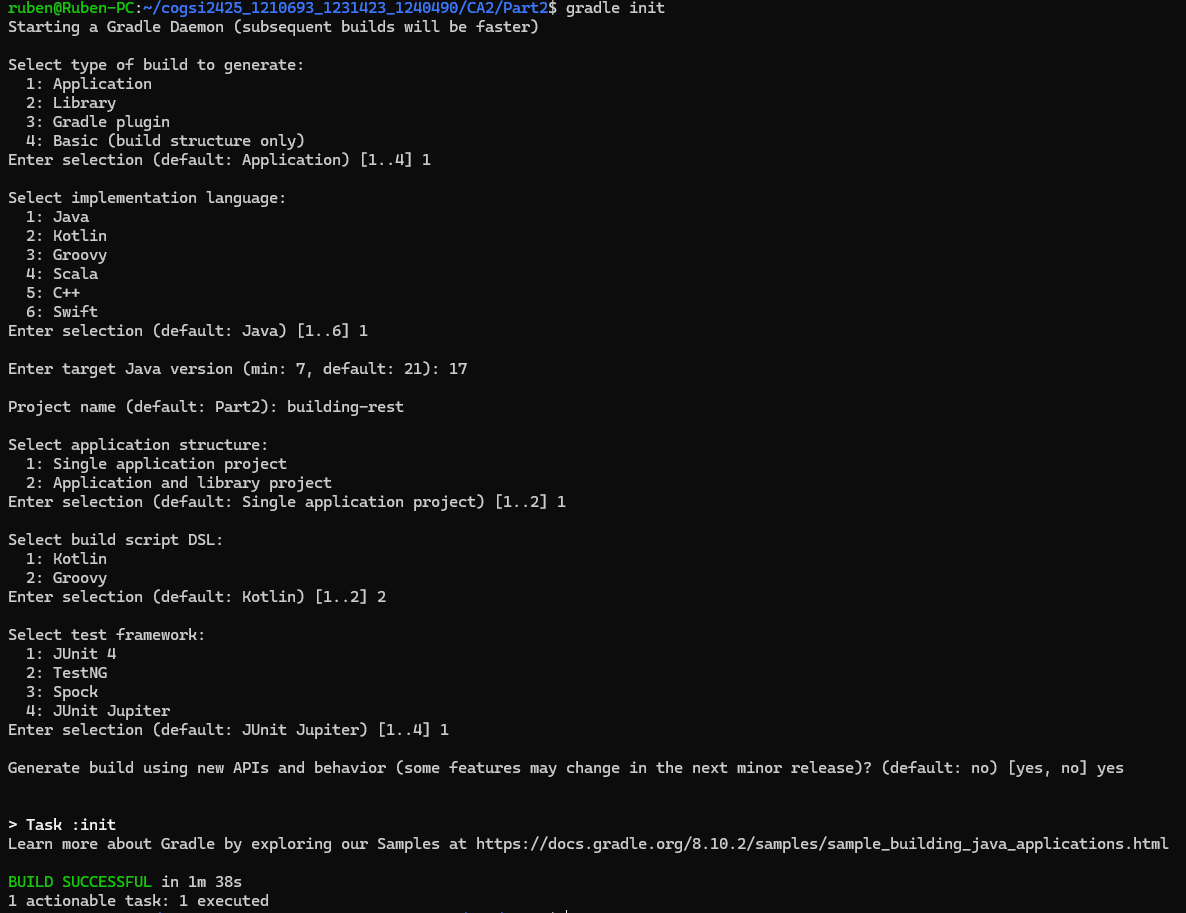 ruben@Ruben-PC:~/cogsi2425_1210693_1231423_1240490/CA2/Part2$ gradle init
Starting a Gradle Daemon (subsequent builds will be faster)

Select type of build to generate:
  1: Application
  2: Library
  3: Gradle plugin
  4: Basic (build structure only)
Enter selection (default: Application) [1..4] 1

Select implementation language:
  1: Java
  2: Kotlin
  3: Groovy
  4: Scala
  5: C++
  6: Swift
Enter selection (default: Java) [1..6] 1

Enter target Java version (min: 7, default: 21): 17

Project name (default: Part2): building-rest

Select application structure:
  1: Single application project
  2: Application and library project
Enter selection (default: Single application project) [1..2] 1

Select build script DSL:
  1: Kotlin
  2: Groovy
Enter selection (default: Kotlin) [1..2] 2

Select test framework:
  1: JUnit 4
  2: TestNG
  3: Spock
  4: JUnit Jupiter
Enter selection (default: JUnit Jupiter) [1..4] 1

Generate build using new APIs and behavior (some features may change in the next minor release)? (default: no) [yes, no] yes


> Task :init
Learn more about Gradle by exploring our Samples at https://docs.gradle.org/8.10.2/samples/sample_building_java_applications.html

BUILD SUCCESSFUL in 1m 38s
1 actionable task: 1 executed